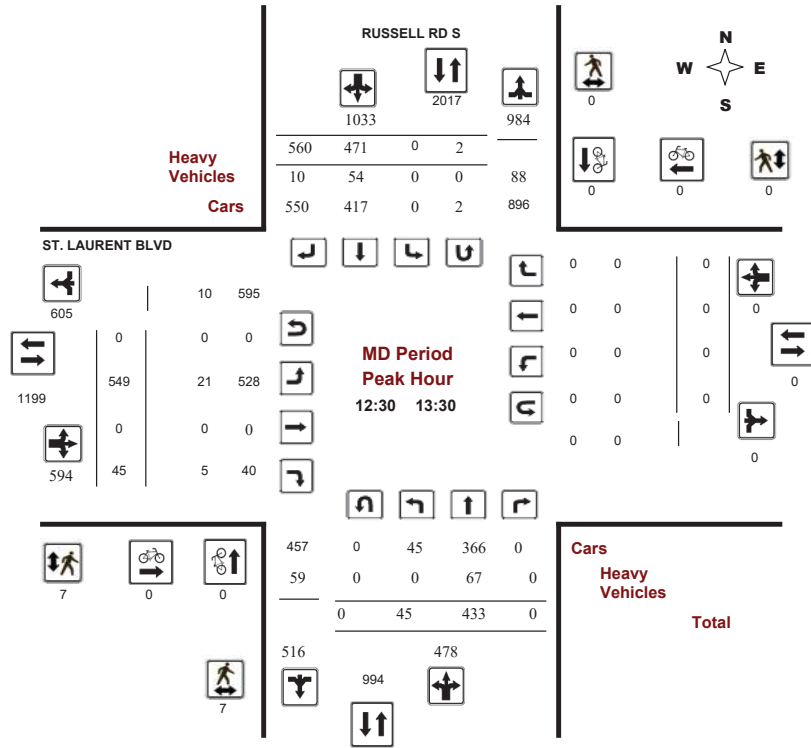 RUSSELL RD S
N
W E
S
2017
0
1033 984
560 471 0 2
Heavy
Vehicles
10 54 0 0 88
Cars
550 417 0 2 896
0 0 0
ST. LAURENT BLVD
605
10 595
0 0 0
0 0 0
0 0 0
1199
549 21 528
MD Period
Peak Hour
12:30 13:30
0 0 0
0
0 0 0
0 0 0
594
45 5 40
0 0
0
457 0 45 366 0
Cars
59 0 0 67 0
Heavy
Vehicles
7 0 0
0 45 433 0
Total
516 478
994
7